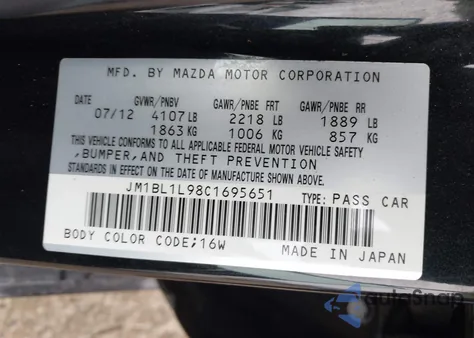 MFD. BY MAZDA MOTOR CORPORATION
DATE GVWR/PNBV GAWR/PNBE FRT GAWR/PNBE RR
07/12 4107 LB 2218 LB 1889 LB
1863 KG 1006 KG 857 KG
THIS VEHICLE CONFORMS TO ALL APPLICABLE FEDERAL MOTOR VEHICLE SAFETY
,BUMPER,AND THEFT PREVENTION
STANDARDS IN EFFECT ON THE DATE OF MANUFACTURE SHOWN ABOVE.
JM1BL1L98C1695651 TYPE: PASS CAR
BODY COLOR CODE;16W MADE IN JAPAN
autoSnap